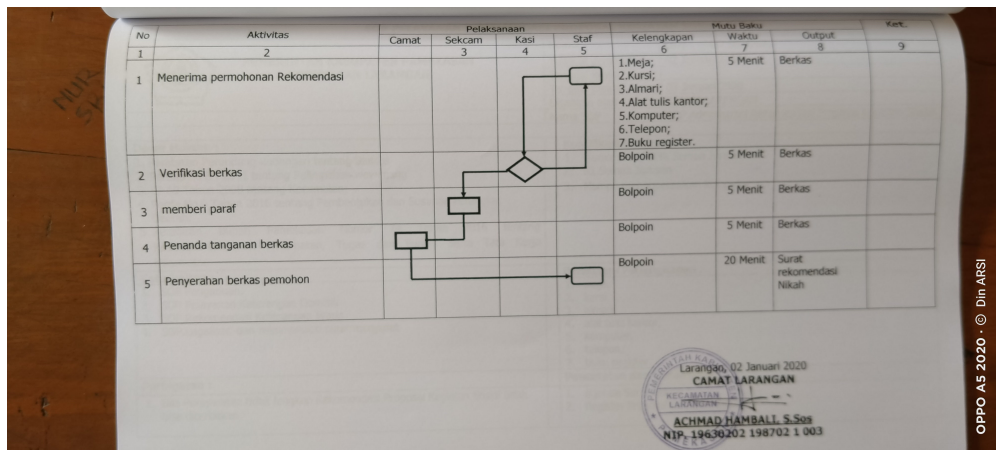 No Aktivitas Pelaksanaan Mutu Baku Ket.
Camat Sekcam Kasi Staf Kelengkapan Waktu Output
1 2 3 4 5 6 7 8 9
1 Menerima permohonan Rekomendasi 1.Meja; 5 Menit Berkas
2.Kursi;
3.Almari;
4.Alat tulis kantor;
5.Komputer;
6.Telepon;
7.Buku register.
2 Verifikasi berkas Bolpoin 5 Menit Berkas
3 memberi paraf Bolpoin 5 Menit Berkas
4 Penanda tanganan berkas Bolpoin 5 Menit Berkas
5 Penyerahan berkas pemohon Bolpoin 20 Menit Surat
rekomendasi
Nikah
Larangan, 02 Januari 2020
CAMAT LARANGAN
KECAMATAN
LARANGAN
ACHMAD HAMBALI, S.Sos
NIP. 19630202 198702 1 003
OPPO A5 2020 · © Din ARSI